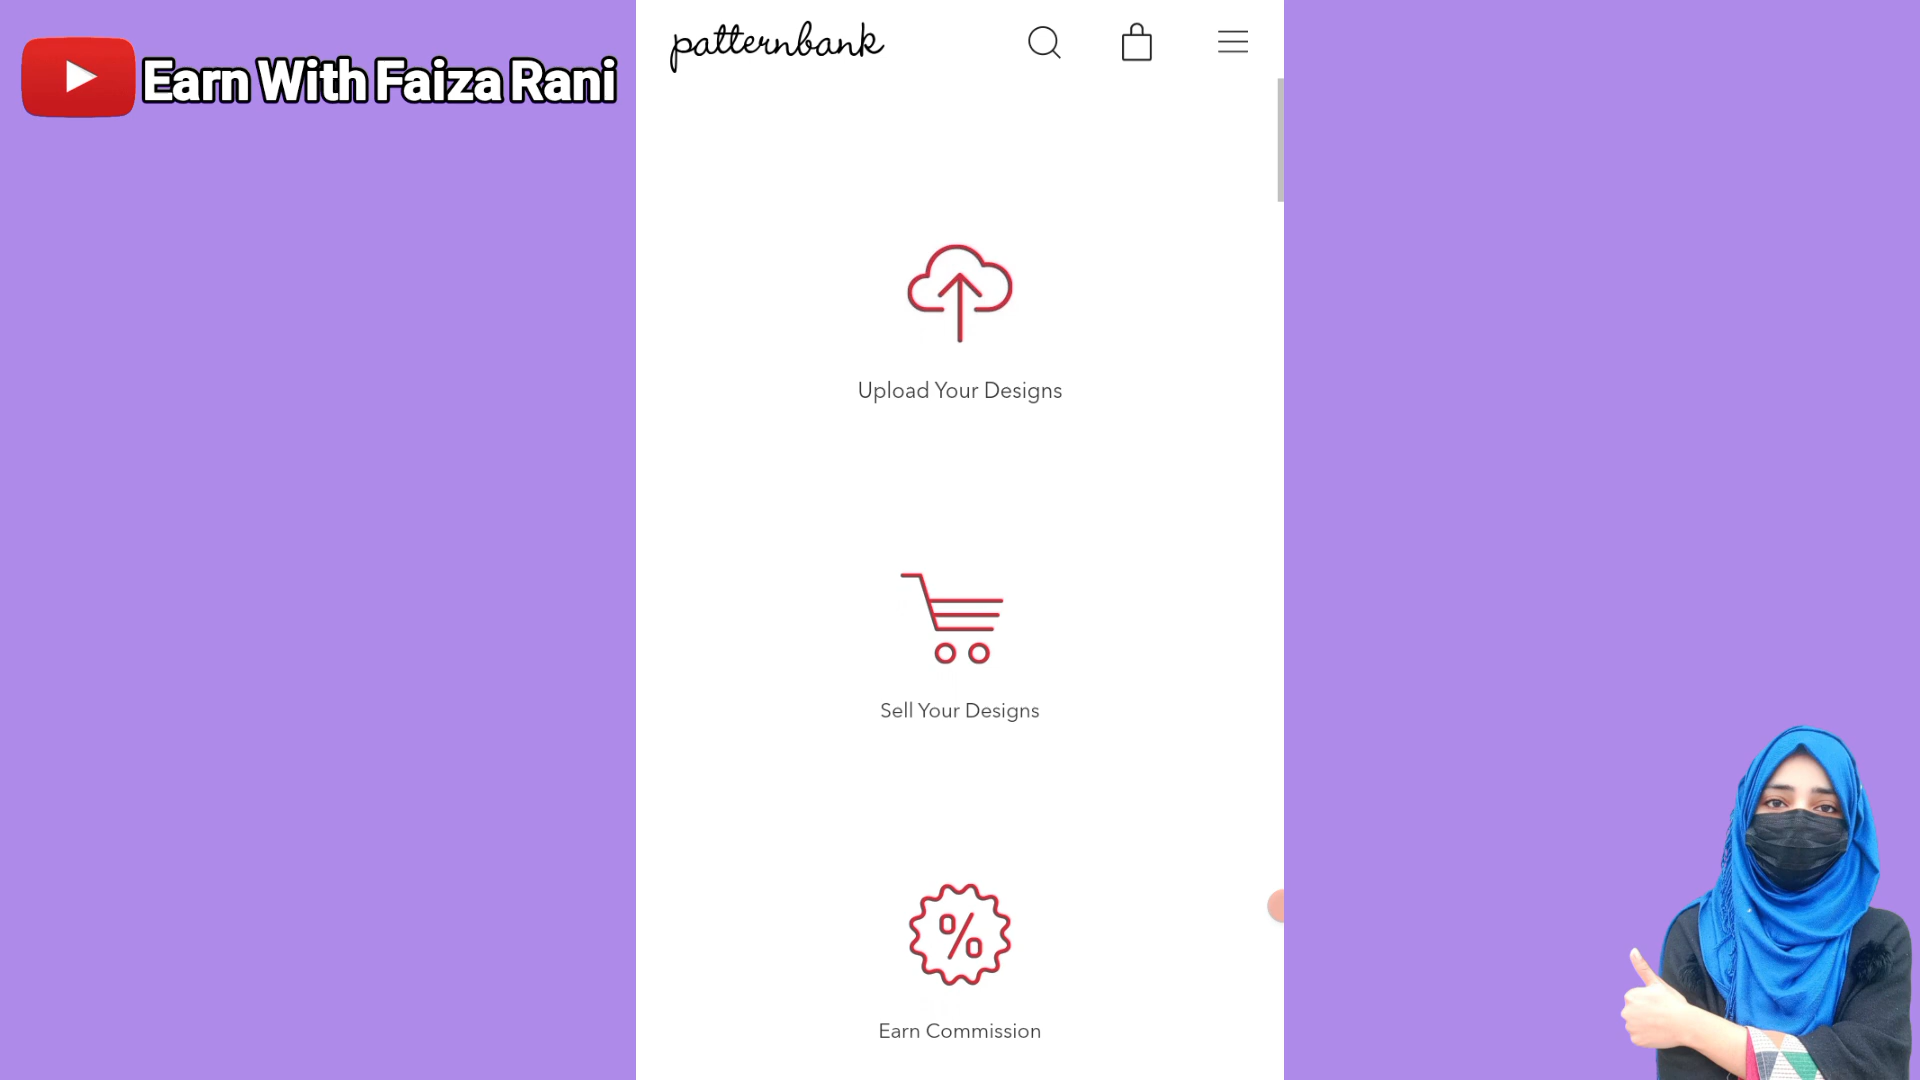 Earn With Faiza Rani
patternbank
Upload Your Designs
Sell Your Designs
%
Earn Commission